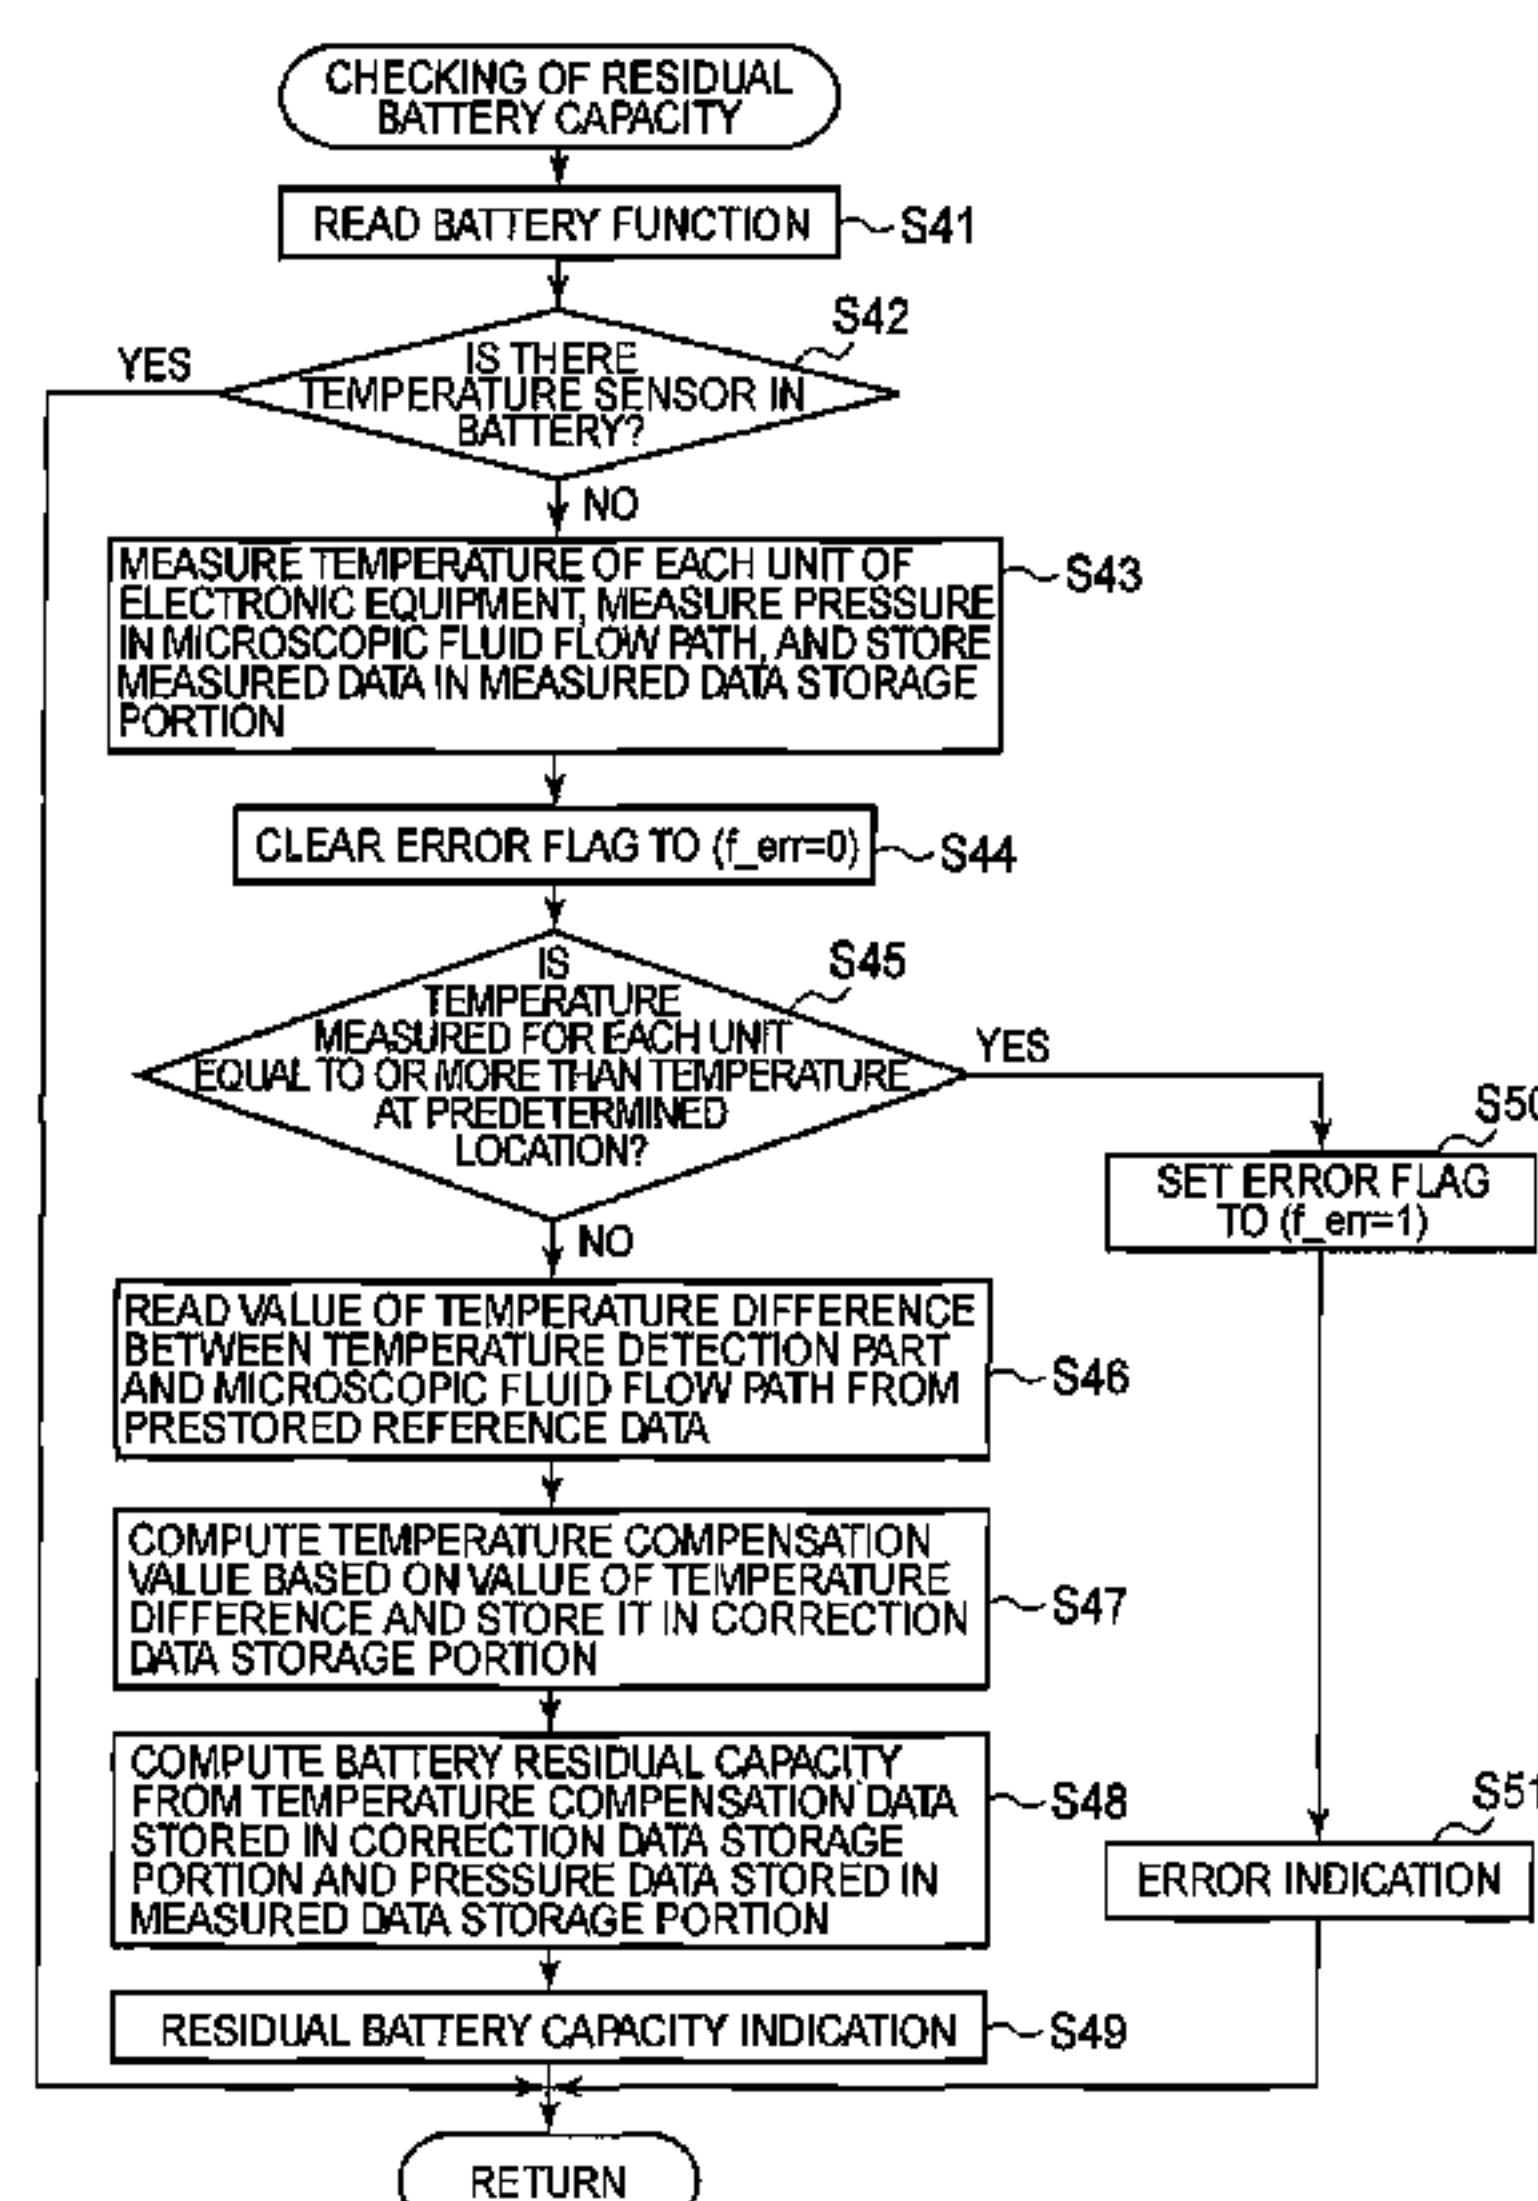 CHECKING OF RESIDUAL
BATTERY CAPACITY
READ BATTERY FUNCTION
S41
S42
YES
IS THERE
TEMPERATURE SENSOR IN
BATTERY?
NO
MEASURE TEMPERATURE OF EACH UNIT OF
ELECTRONIC EQUIPMENT, MEASURE PRESSURE
IN MICROSCOPIC FLUID FLOW PATH, AND STORE
MEASURED DATA IN MEASURED DATA STORAGE
PORTION
S43
CLEAR ERROR FLAG TO (f_err=0)
S44
S45
IS
TEMPERATURE
MEASURED FOR EACH UNIT
EQUAL TO OR MORE THAN TEMPERATURE
AT PREDETERMINED
LOCATION?
YES
NO
S50
SET ERROR FLAG
TO (f_err=1)
READ VALUE OF TEMPERATURE DIFFERENCE
BETWEEN TEMPERATURE DETECTION PART
AND MICROSCOPIC FLUID FLOW PATH FROM
PRESTORED REFERENCE DATA
S46
COMPUTE TEMPERATURE COMPENSATION
VALUE BASED ON VALUE OF TEMPERATURE
DIFFERENCE AND STORE IT IN CORRECTION
DATA STORAGE PORTION
S47
COMPUTE BATTERY RESIDUAL CAPACITY
FROM TEMPERATURE COMPENSATION DATA
STORED IN CORRECTION DATA STORAGE
PORTION AND PRESSURE DATA STORED IN
MEASURED DATA STORAGE PORTION
S48
S51
ERROR INDICATION
RESIDUAL BATTERY CAPACITY INDICATION
S49
RETURN